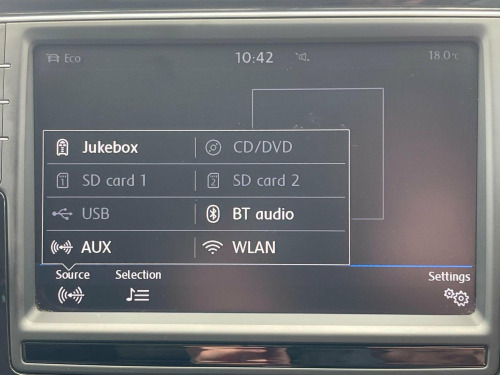 Eco 10:42 18.0°C
Jukebox CD/DVD
SD card 1 SD card 2
USB BT audio
AUX WLAN
Source Selection Settings